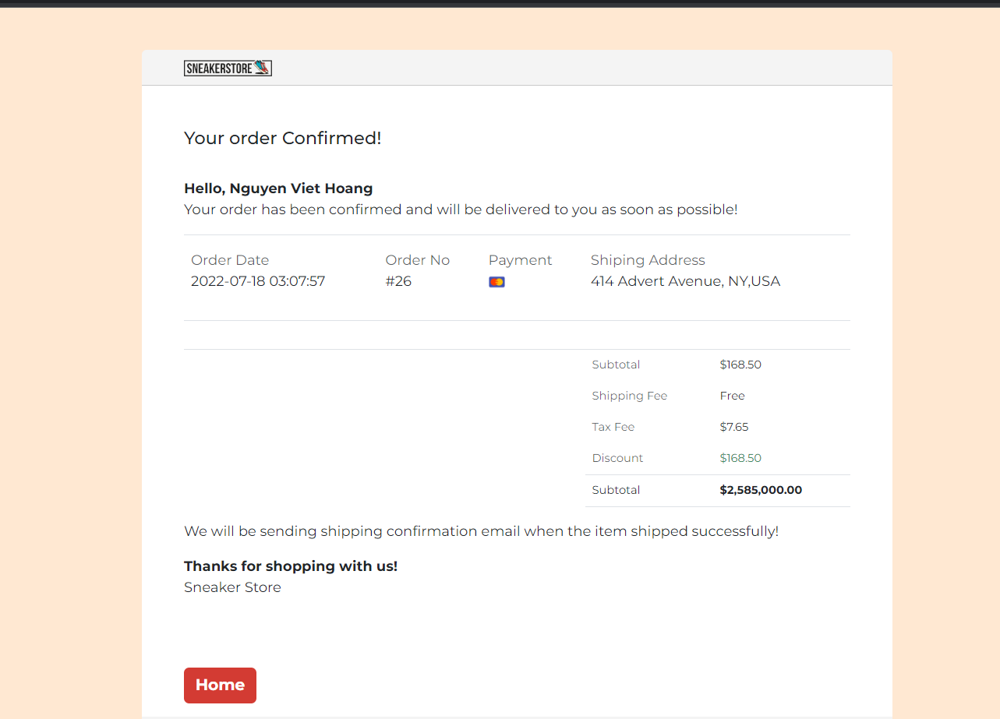 SNEAKERSTORE
Your order Confirmed!
Hello, Nguyen Viet Hoang
Your order has been confirmed and will be delivered to you as soon as possible!
Order Date Order No Payment Shiping Address
2022-07-18 03:07:57 #26 414 Advert Avenue, NY,USA
Subtotal $168.50
Shipping Fee Free
Tax Fee $7.65
Discount $168.50
Subtotal $2,585,000.00
We will be sending shipping confirmation email when the item shipped successfully!
Thanks for shopping with us!
Sneaker Store
Home